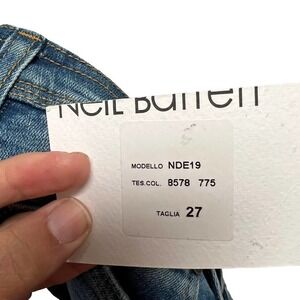 NEIL BarreTT
MODELLO NDE19
TES.COL. 8578 775
TAGLIA 27